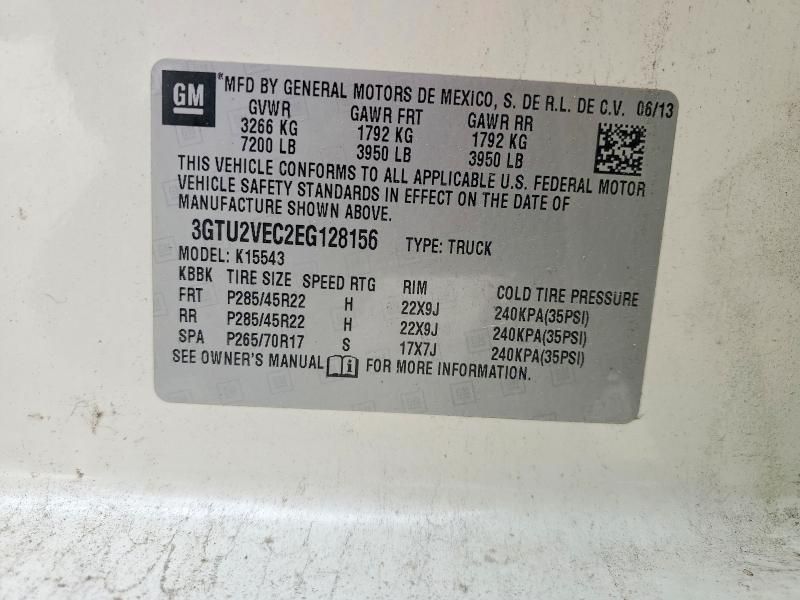 GM
*MFD BY GENERAL MOTORS DE MEXICO, S. DE R.L. DE C.V. 06/13
GVWR GAWR FRT GAWR RR
3266 KG 1792 KG 1792 KG
7200 LB 3950 LB 3950 LB
THIS VEHICLE CONFORMS TO ALL APPLICABLE U.S. FEDERAL MOTOR
VEHICLE SAFETY STANDARDS IN EFFECT ON THE DATE OF
MANUFACTURE SHOWN ABOVE.
3GTU2VEC2EG128156 TYPE: TRUCK
MODEL: K15543
KBBK TIRE SIZE SPEED RTG RIM COLD TIRE PRESSURE
FRT P285/45R22 H 22X9J 240KPA(35PSI)
RR P285/45R22 H 22X9J 240KPA(35PSI)
SPA P265/70R17 S 17X7J 240KPA(35PSI)
SEE OWNER'S MANUAL FOR MORE INFORMATION.